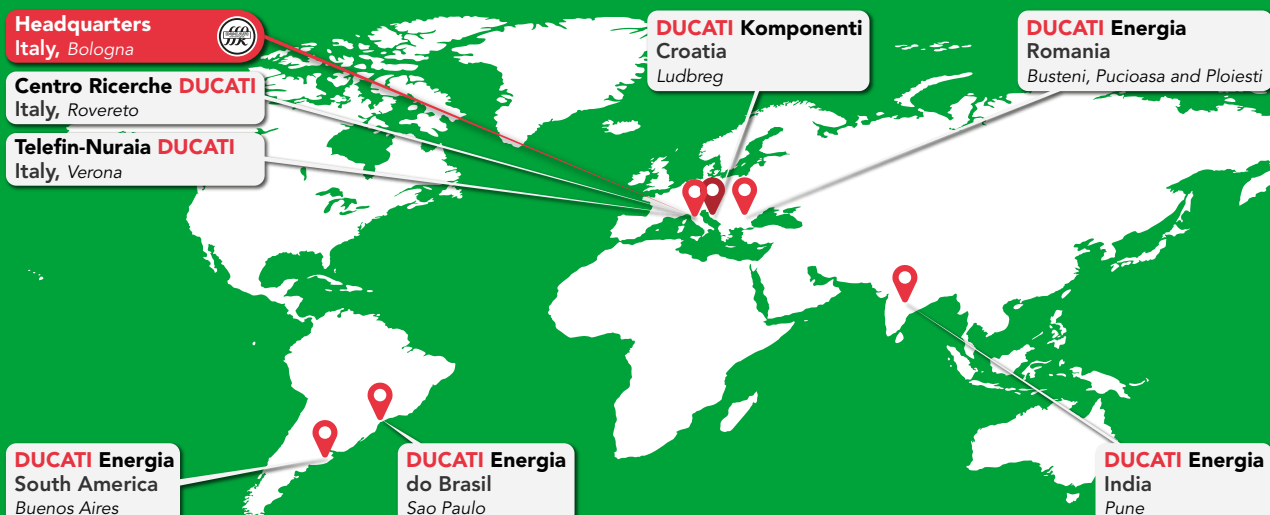 Headquarters
Italy, Bologna
Centro Ricerche DUCATI
Italy, Rovereto
Telefin-Nuraia DUCATI
Italy, Verona
DUCATI Komponenti
Croatia
Ludbreg
DUCATI Energia
Romania
Busteni, Pucioasa and Ploiesti
DUCATI Energia
South America
Buenos Aires
DUCATI Energia
do Brasil
Sao Paulo
DUCATI Energia
India
Pune